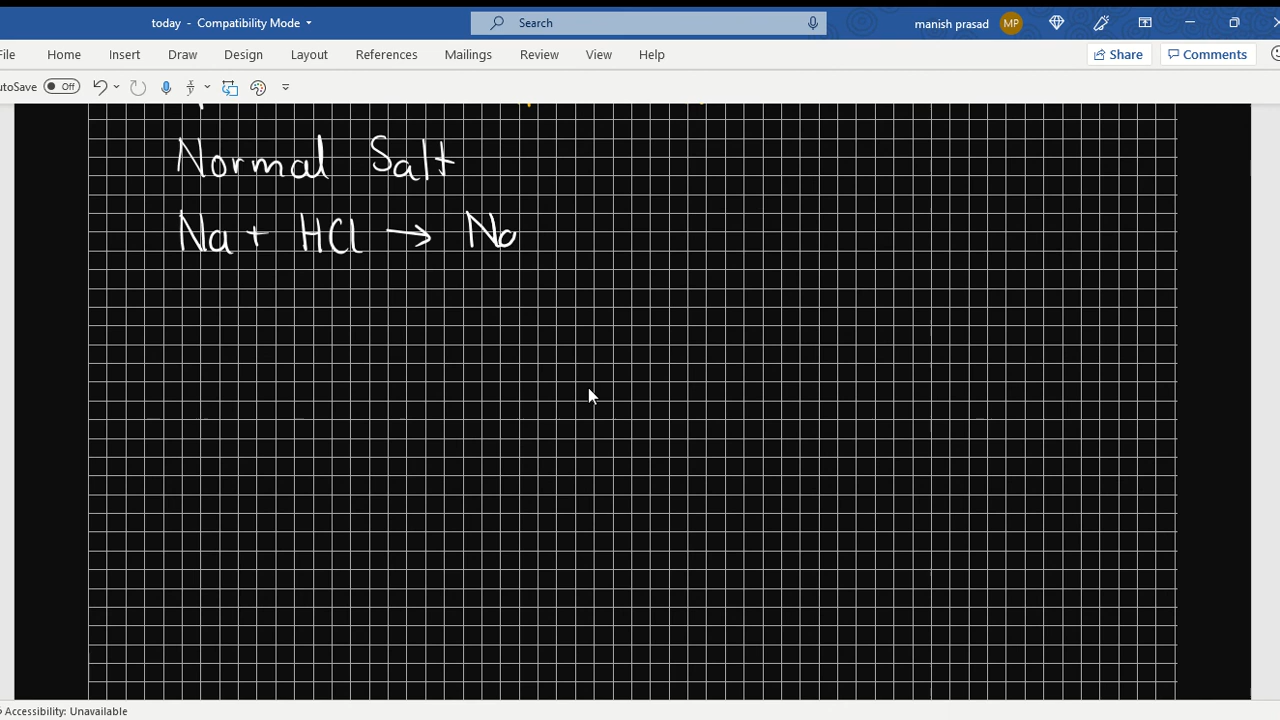 today - Compatibility Mode
Search
manish prasad MP
File Home Insert Draw Design Layout References Mailings Review View Help Share Comments
utoSave Off
Normal Salt
Na + HCl → Na
Accessibility: Unavailable